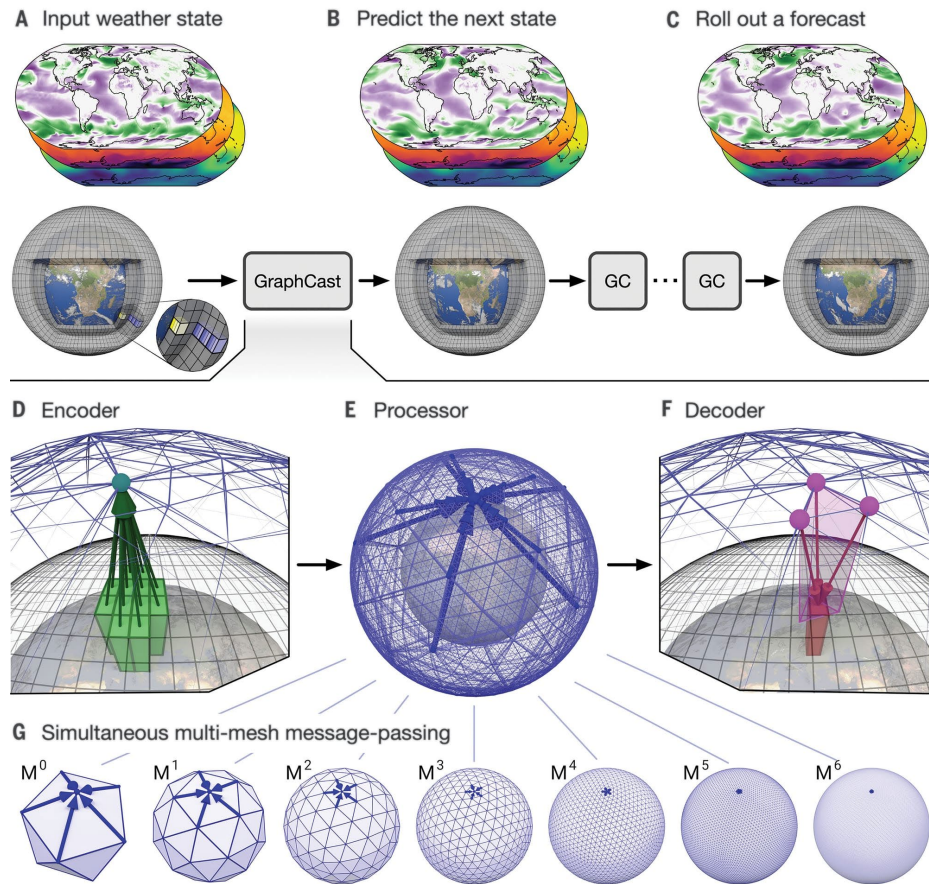 A Input weather state
B Predict the next state
C Roll out a forecast
GraphCast
GC ··· GC
D Encoder
E Processor
F Decoder
G Simultaneous multi-mesh message-passing
M⁰
M¹
M²
M³
M⁴
M⁵
M⁶